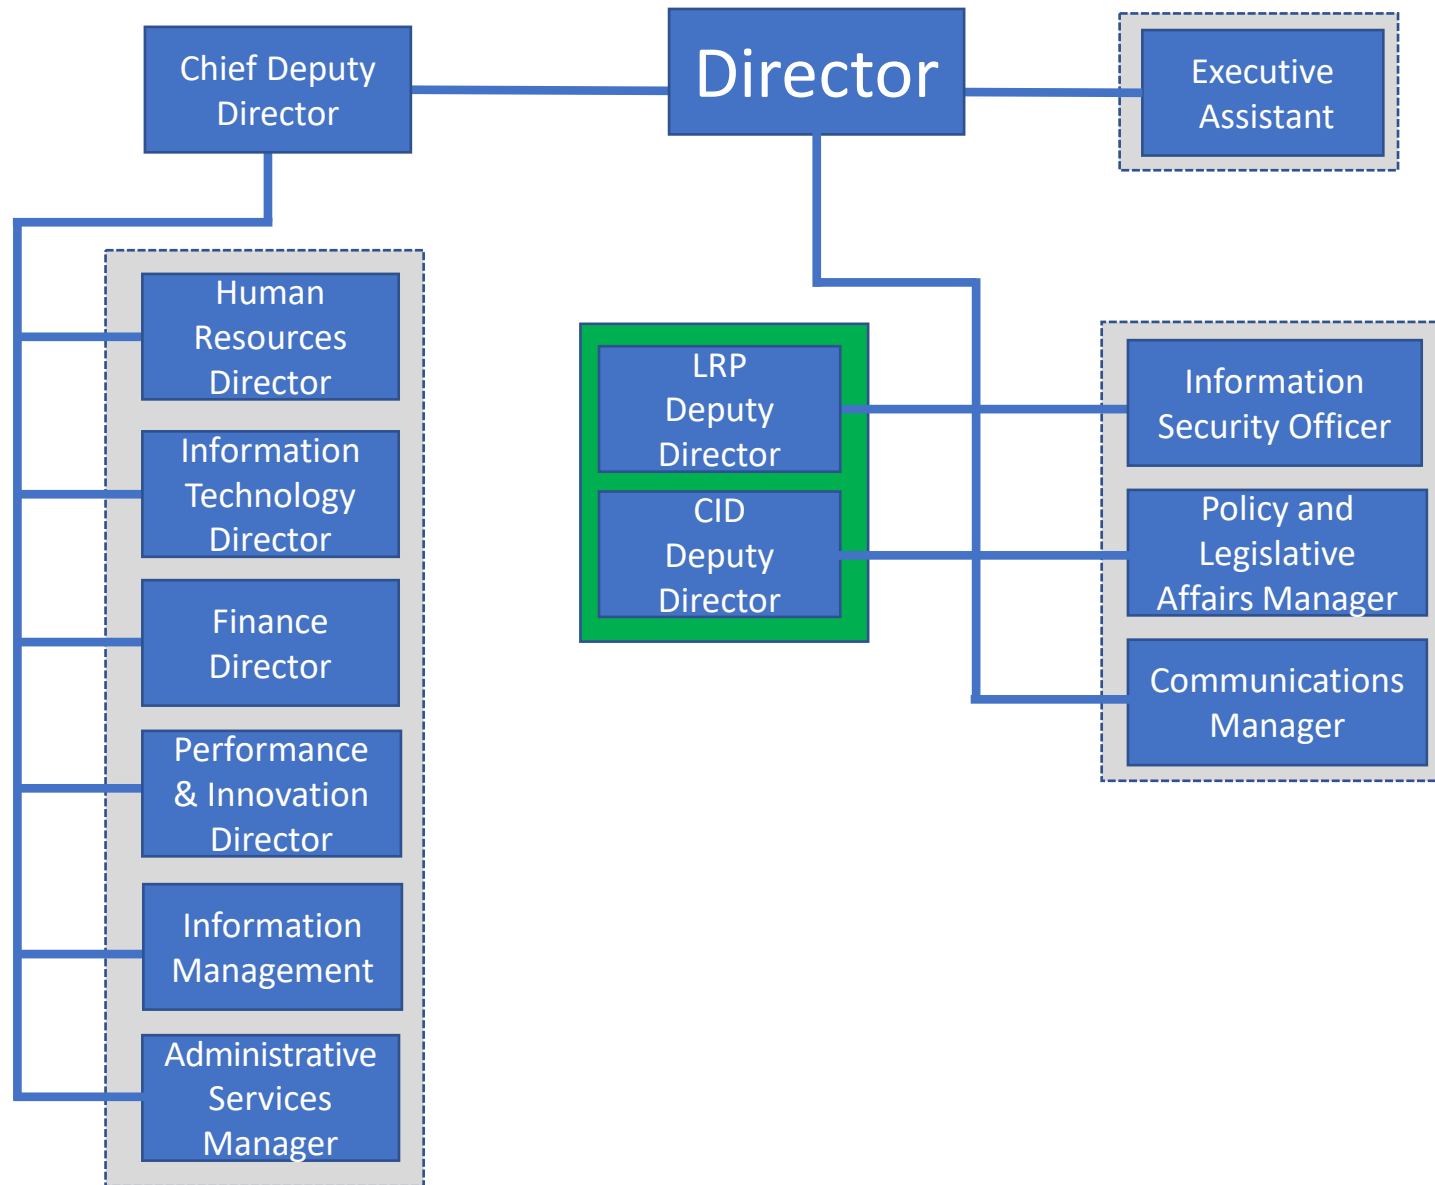 Chief Deputy
Director
Director
Executive
Assistant
Human
Resources
Director
Information
Technology
Director
Finance
Director
Performance
& Innovation
Director
Information
Management
Administrative
Services
Manager
LRP
Deputy
Director
CID
Deputy
Director
Information
Security Officer
Policy and
Legislative
Affairs Manager
Communications
Manager